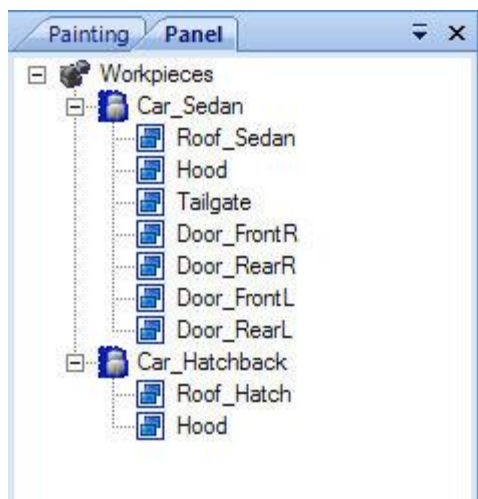 Painting Panel
Workpieces
Car_Sedan
Roof_Sedan
Hood
Tailgate
Door_FrontR
Door_RearR
Door_FrontL
Door_RearL
Car_Hatchback
Roof_Hatch
Hood